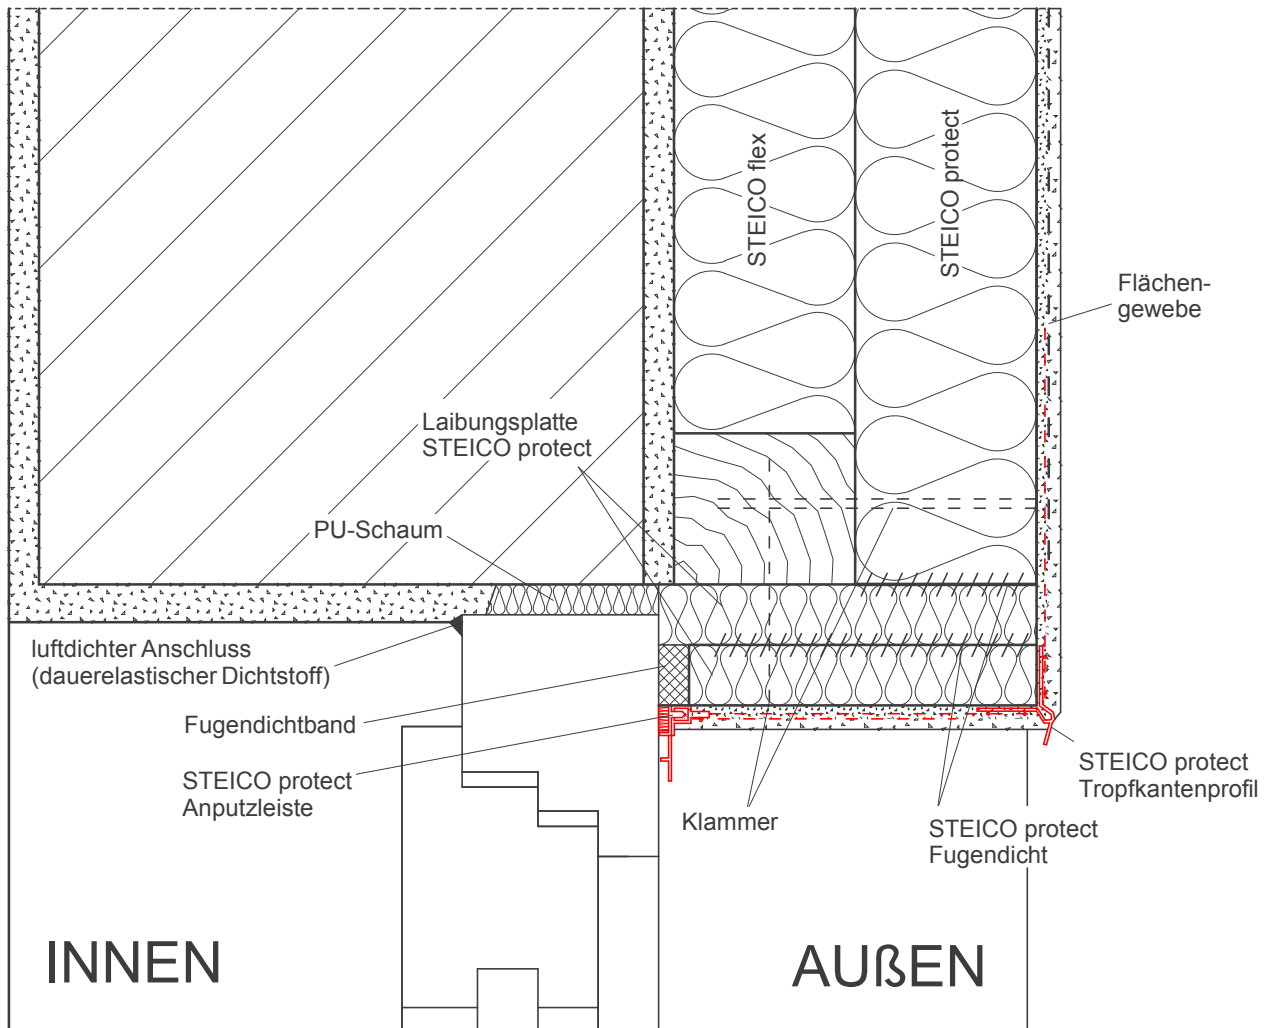 STEICO flex
STEICO protect
Flächen-
gewebe
Laibungsplatte
STEICO protect
PU-Schaum
luftdichter Anschluss
(dauerelastischer Dichtstoff)
Fugendichtband
STEICO protect
Anputzleiste
Klammer
STEICO protect
Fugendicht
STEICO protect
Tropfkantenprofil
INNEN
AUßEN